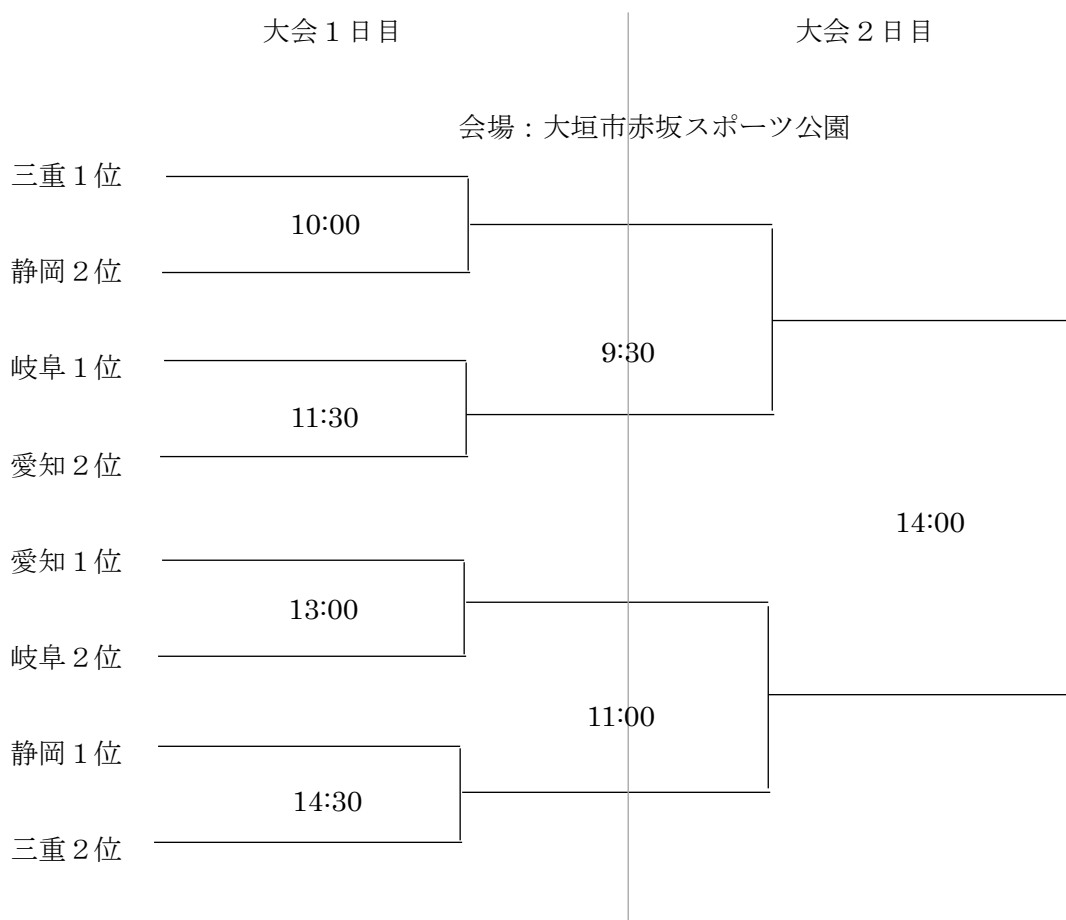 大会１日目
大会２日目
会場：大垣市赤坂スポーツ公園
三重１位
10:00
静岡２位
9:30
岐阜１位
11:30
愛知２位
14:00
愛知１位
13:00
岐阜２位
11:00
静岡１位
14:30
三重２位